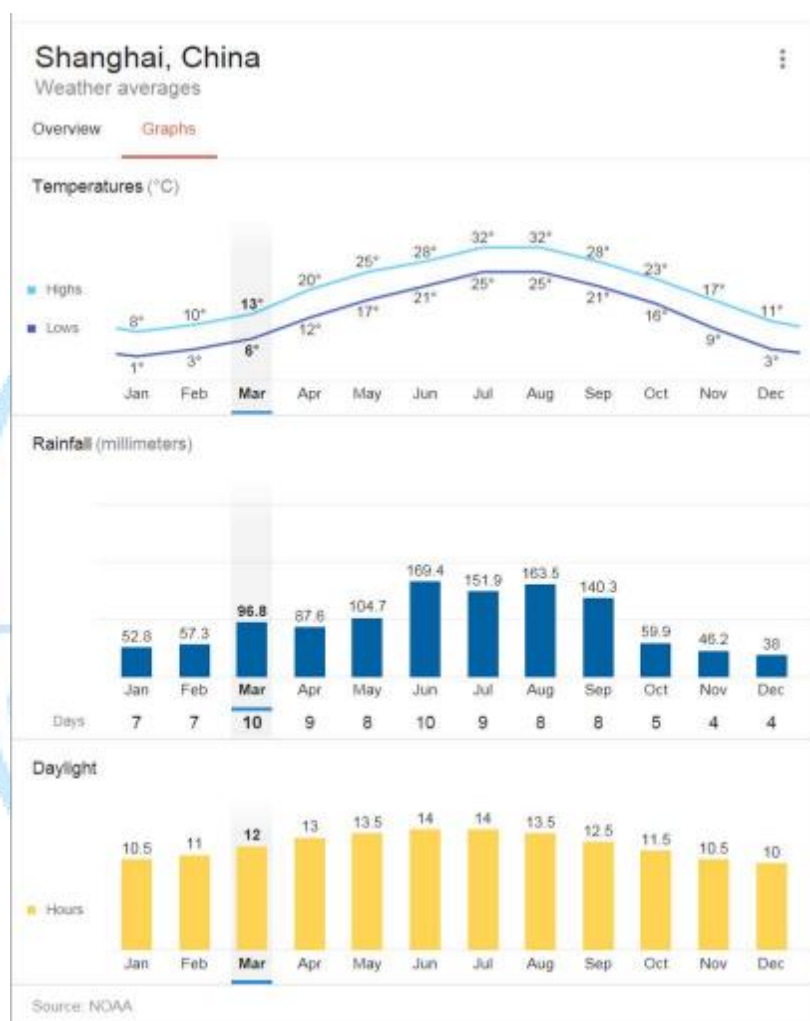 Shanghai, China
Weather averages
Overview Graphs
Temperatures (°C)
32° 32°
28° 28°
25° 25° 25°
23°
20° 21° 21°
Highs 17° 17°
13° 16°
10° 12° 11°
8° 9°
Lows
6°
3° 3°
1°
Jan Feb Mar Apr May Jun Jul Aug Sep Oct Nov Dec
Rainfall (millimeters)
52.8 57.3 96.8 87.6 104.7 169.4 151.9 163.5 140.3 59.9 46.2 38
Jan Feb Mar Apr May Jun Jul Aug Sep Oct Nov Dec
Days 7 7 10 9 8 10 9 8 8 5 4 4
Daylight
10.5 11 12 13 13.5 14 14 13.5 12.5 11.5 10.5 10
Hours
Jan Feb Mar Apr May Jun Jul Aug Sep Oct Nov Dec
Source: NOAA